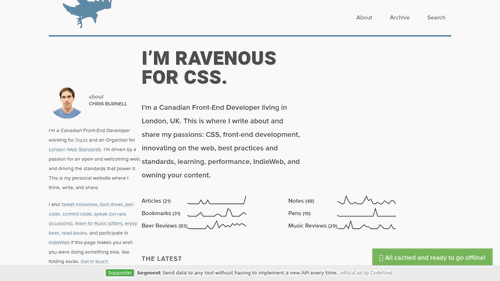 About
Archive
Search
I'M RAVENOUS
FOR CSS.
about
CHRIS BURNELL
I'm a Canadian Front-End Developer
working for Squiz and an Organiser for
London Web Standards. I'm driven by a
passion for an open and welcoming web,
and driving the standards that power it.
This is my personal website where I
think, write, and share.
I also tweet nonsense, toot driver, peri
code, commit code, speak (on rare
occasions), listen to music (often), enjoy
beer, read books, and participate in
IndieWeb if this page makes you wish
you were doing something else, like
folding socks. Get in touch.
I'm a Canadian Front-End Developer living in
London, UK. This is where I write about and
share my passions: CSS, front-end development,
innovating on the web, best practices and
standards, learning, performance, IndieWeb, and
owning your content.
Articles (21)
Notes (48)
Bookmarks (31)
Pens (19)
Beer Reviews (83)
Music Reviews (29)
THE LATEST
All cached and ready to go offline!
Supporter Segment Send data to any tool without having to implement a new API every time. ethical ad by CodeFund